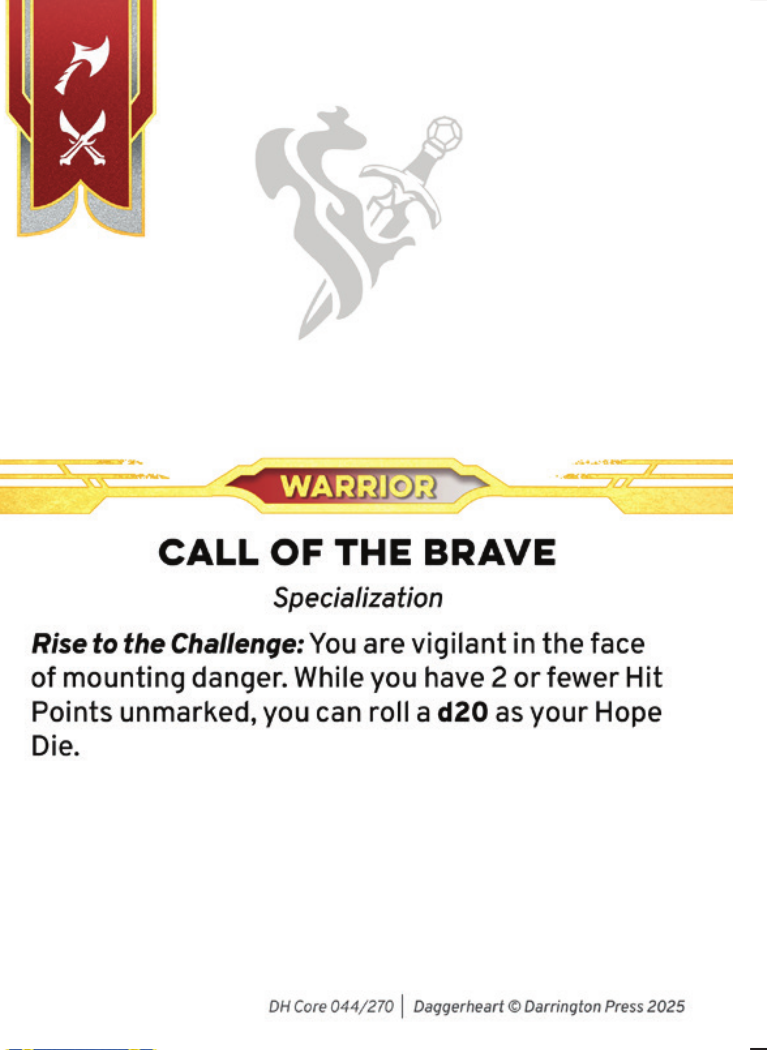 WARRIOR
CALL OF THE BRAVE
Specialization
Rise to the Challenge: You are vigilant in the face
of mounting danger. While you have 2 or fewer Hit
Points unmarked, you can roll a d20 as your Hope
Die.
DH Core 044/270 | Daggerheart © Darrington Press 2025